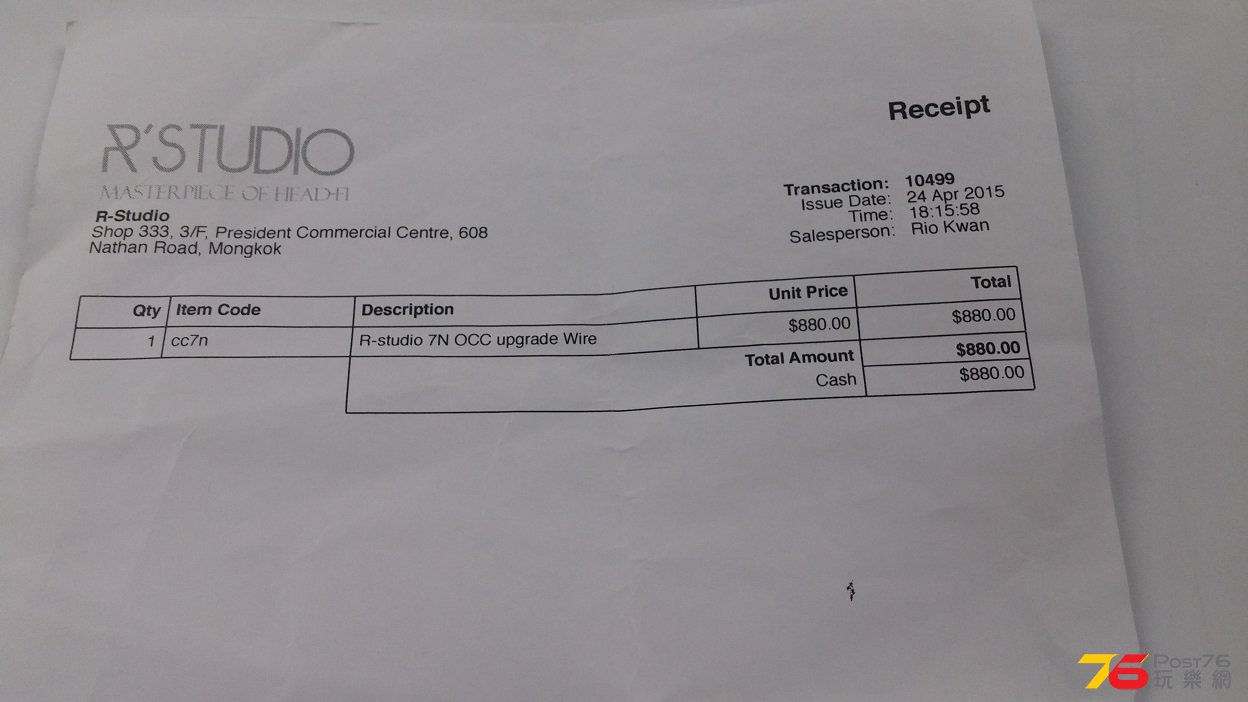 Receipt
R'STUDIO
MASTERPIECE OF HEAD-FI
R-Studio
Shop 333, 3/F, President Commercial Centre, 608
Nathan Road, Mongkok
Transaction: 10499
Issue Date: 24 Apr 2015
Time: 18:15:58
Salesperson: Rio Kwan
Qty Item Code Description Unit Price Total
1 cc7n R-studio 7N OCC upgrade Wire $880.00 $880.00
Total Amount $880.00
Cash $880.00
76 Post76
玩樂網